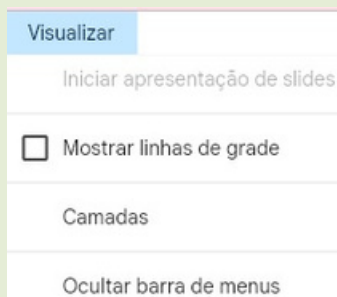 Visualizar
Iniciar apresentação de slides
Mostrar linhas de grade
Camadas
Ocultar barra de menus